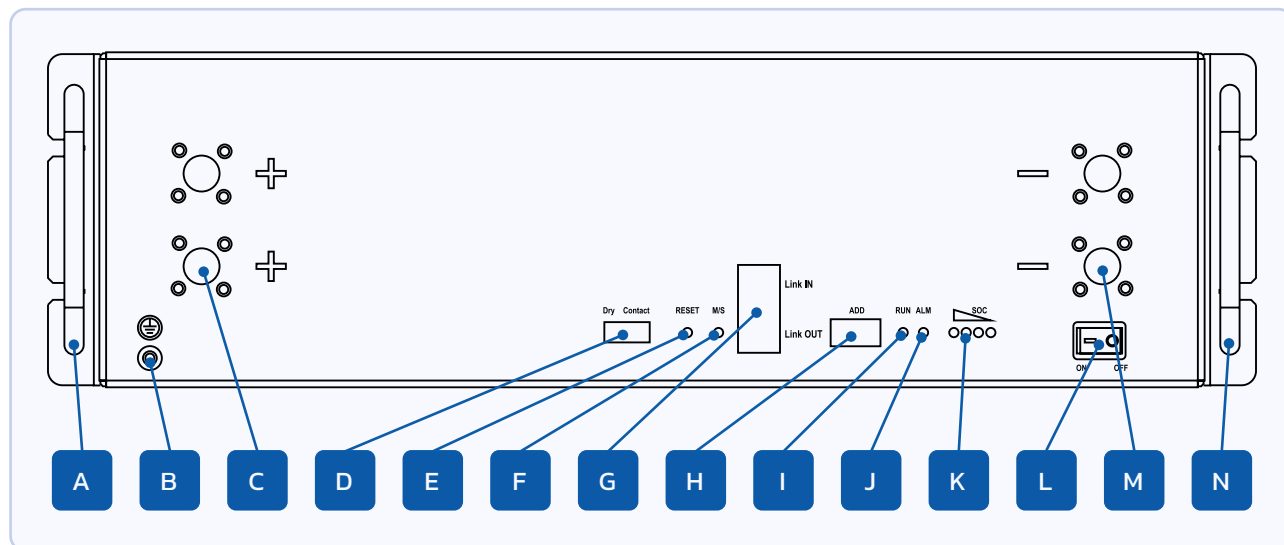 Link IN
Dry Contact RESET M/S ADD RUN ALM SOC
Link OUT
ON OFF
A B C D E F G H I J K L M N